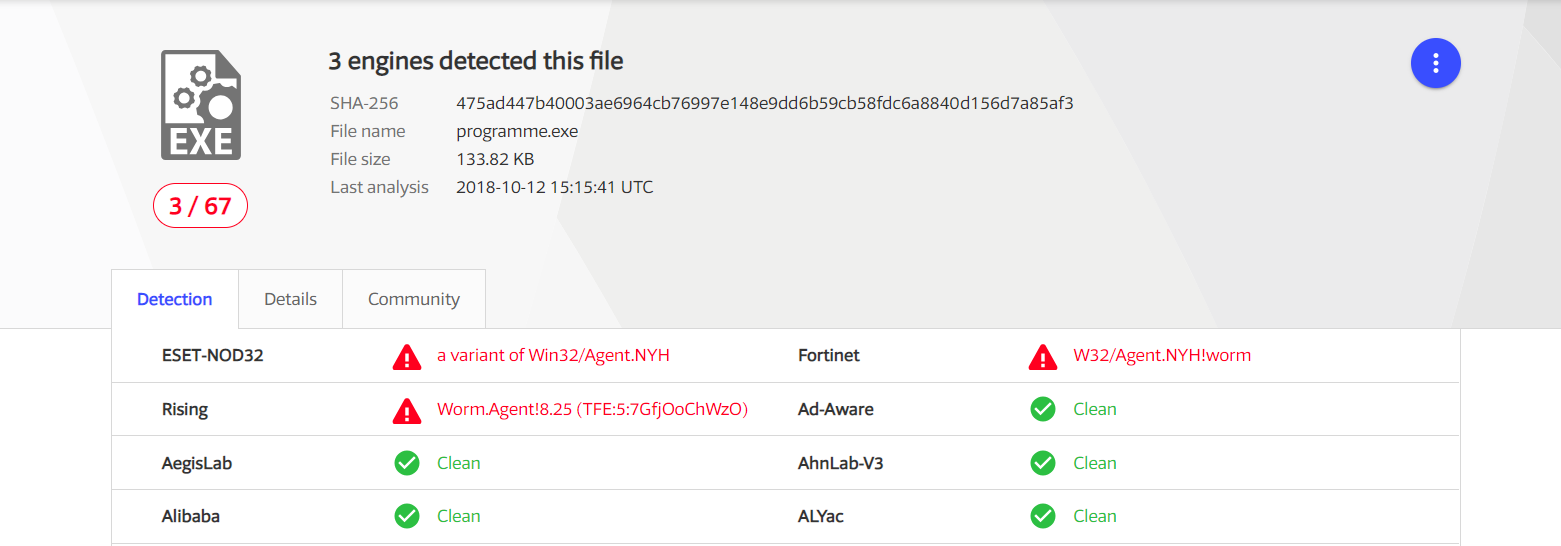 EXE
3 / 67
3 engines detected this file
SHA-256 475ad447b40003ae6964cb76997e148e9dd6b59cb58fdc6a8840d156d7a85af3
File name programme.exe
File size 133.82 KB
Last analysis 2018-10-12 15:15:41 UTC
Detection Details Community
ESET-NOD32 a variant of Win32/Agent.NYH Fortinet W32/Agent.NYH!worm
Rising Worm.Agent!8.25 (TFE:5:7GfjOoChWzO) Ad-Aware Clean
AegisLab Clean AhnLab-V3 Clean
Alibaba Clean ALYac Clean